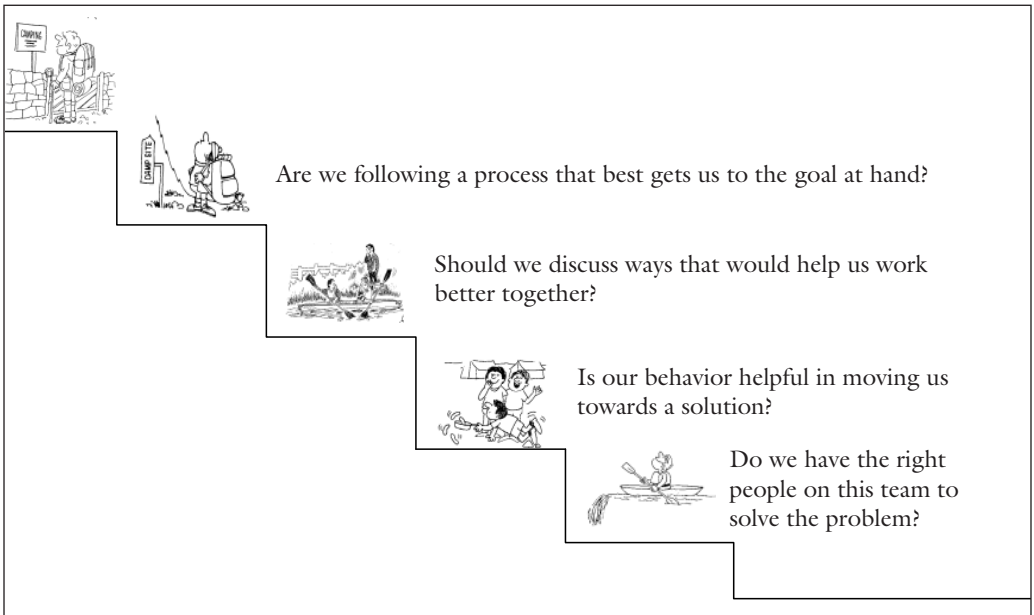 CAMPING
CAMP SITE
Are we following a process that best gets us to the goal at hand?
Should we discuss ways that would help us work
better together?
Is our behavior helpful in moving us
towards a solution?
Do we have the right
people on this team to
solve the problem?